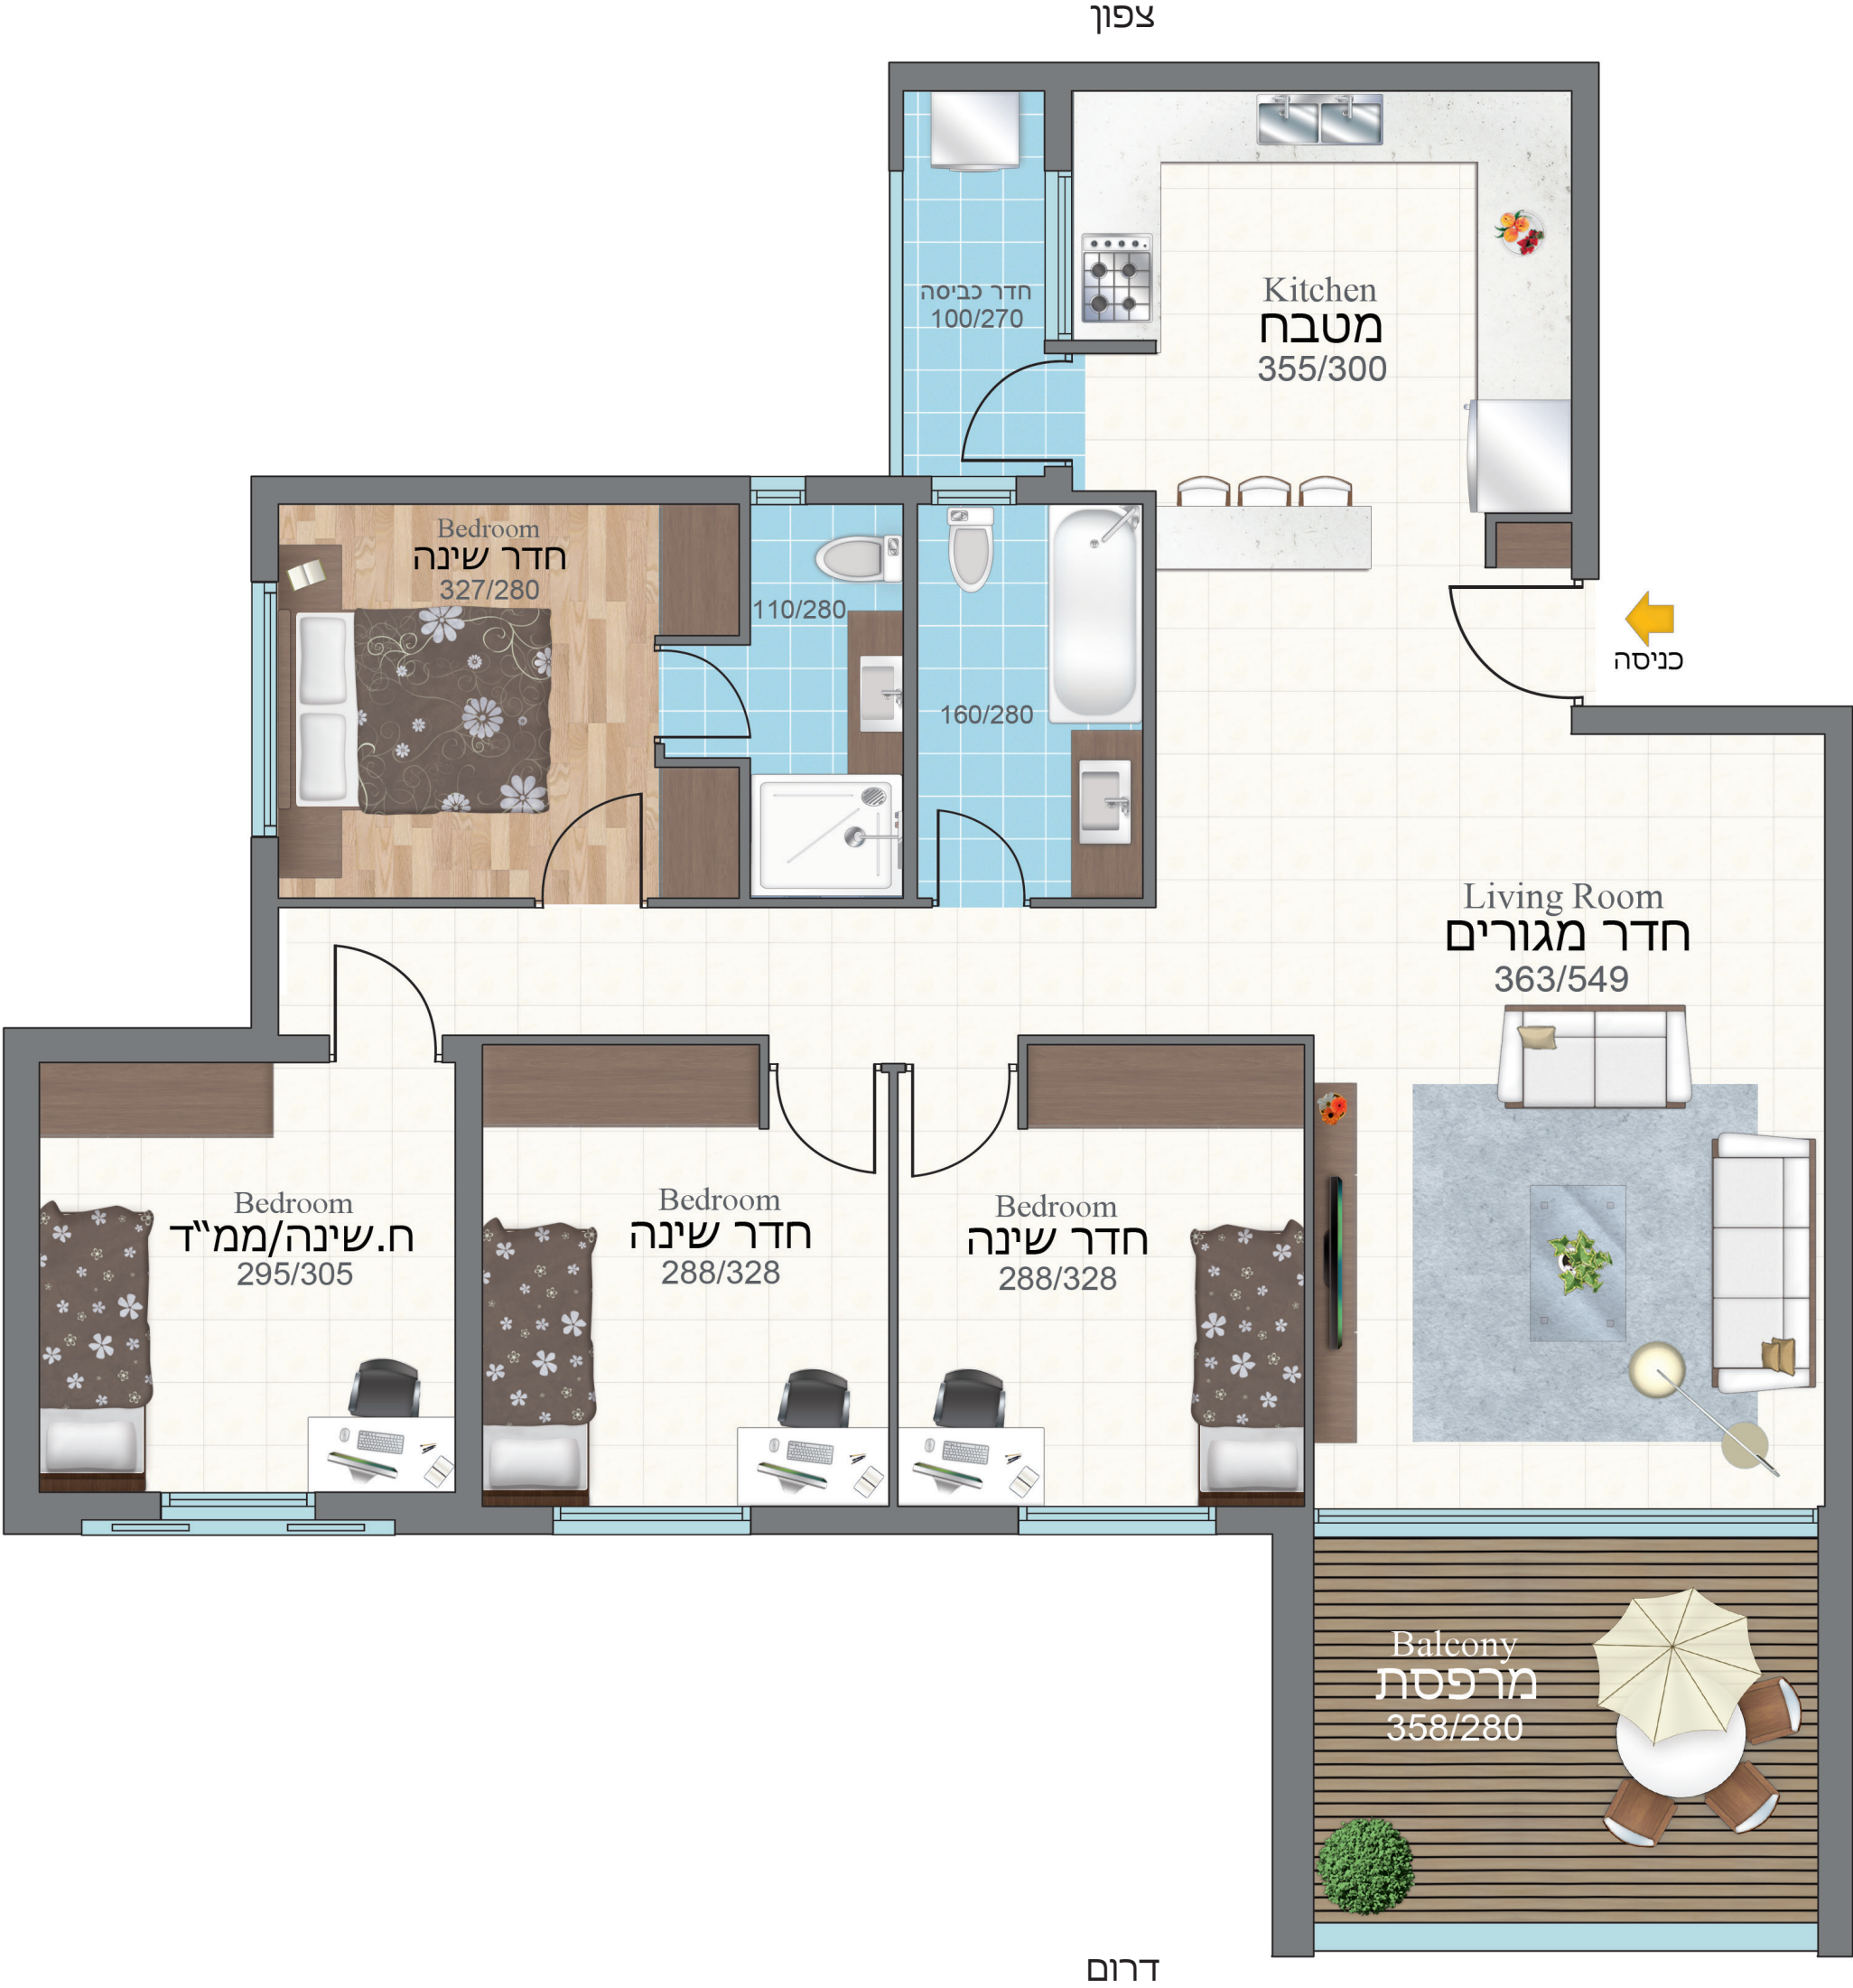 צפון
חדר כביסה
100/270
Kitchen
מטבח
355/300
Bedroom
חדר שינה
327/280
110/280
160/280
כניסה
Living Room
חדר מגורים
363/549
Bedroom
ח.שינה/ממ״ד
295/305
Bedroom
חדר שינה
288/328
Bedroom
חדר שינה
288/328
Balcony
מרפסת
358/280
דרום